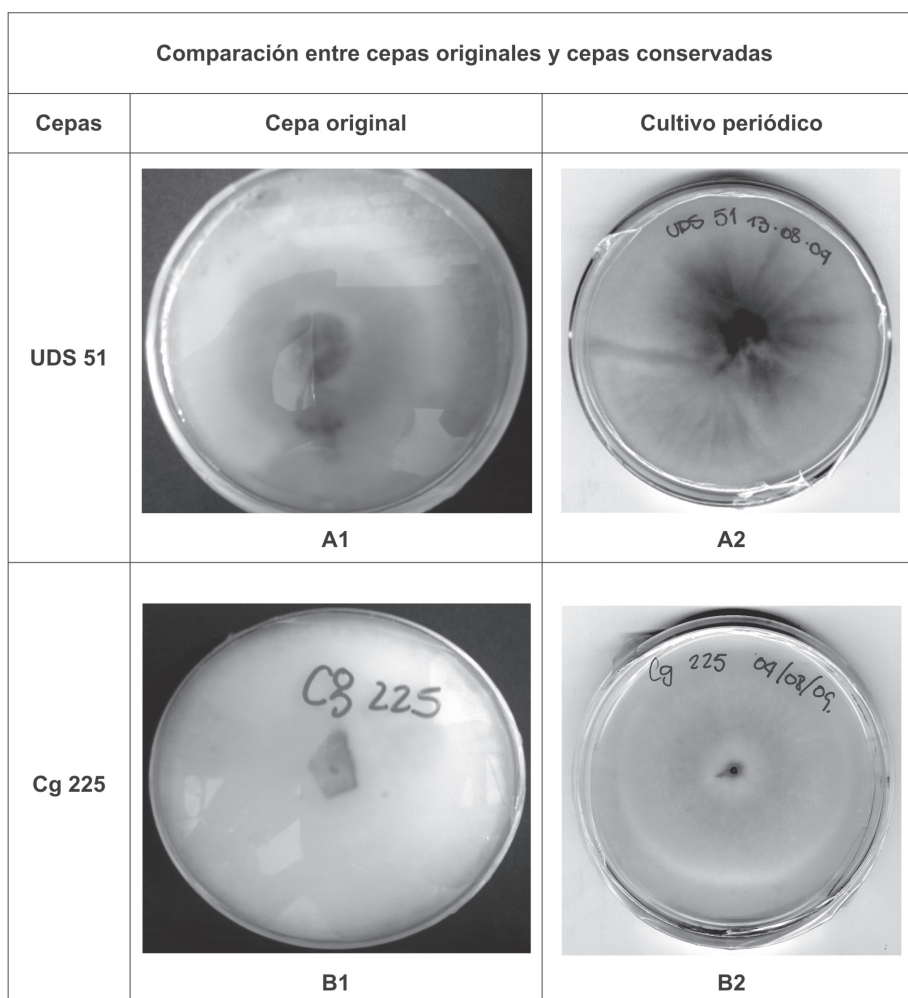 Comparación entre cepas originales y cepas conservadas
Cepas
Cepa original
Cultivo periódico
UDS 51
UDS 51 13·08·09
A1
A2
Cg 225
Cg 225
Cg 225 04/08/09.
B1
B2